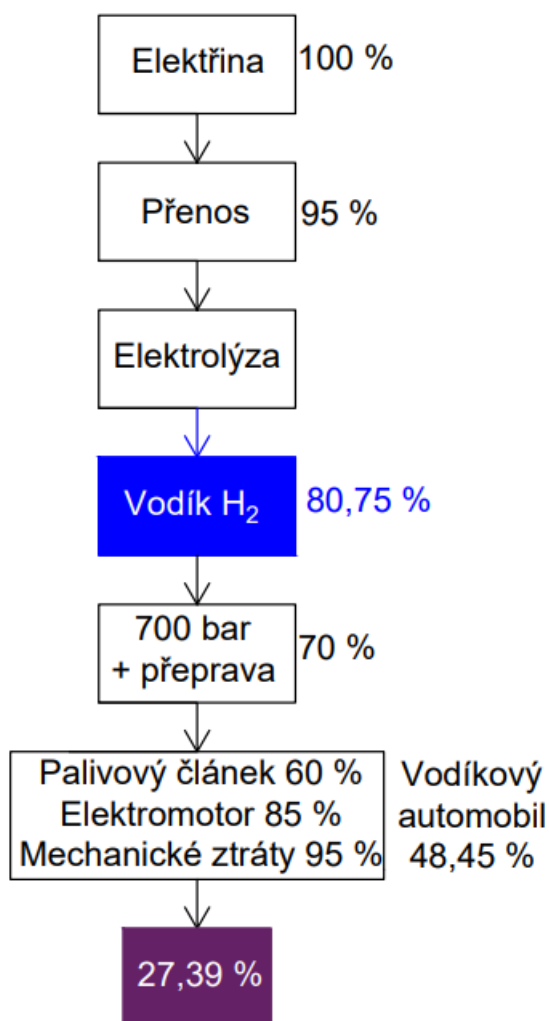 Elektřina
100 %
Přenos
95 %
Elektrolýza
Vodík H₂
80,75 %
700 bar
+ přeprava
70 %
Palivový článek 60 %
Elektromotor 85 %
Mechanické ztráty 95 %
Vodíkový
automobil
48,45 %
27,39 %